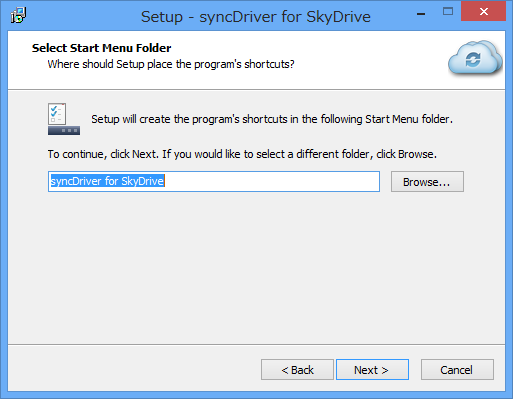 Setup - syncDriver for SkyDrive
Select Start Menu Folder
Where should Setup place the program's shortcuts?
Setup will create the program's shortcuts in the following Start Menu folder.
To continue, click Next. If you would like to select a different folder, click Browse.
syncDriver for SkyDrive
Browse...
< Back
Next >
Cancel